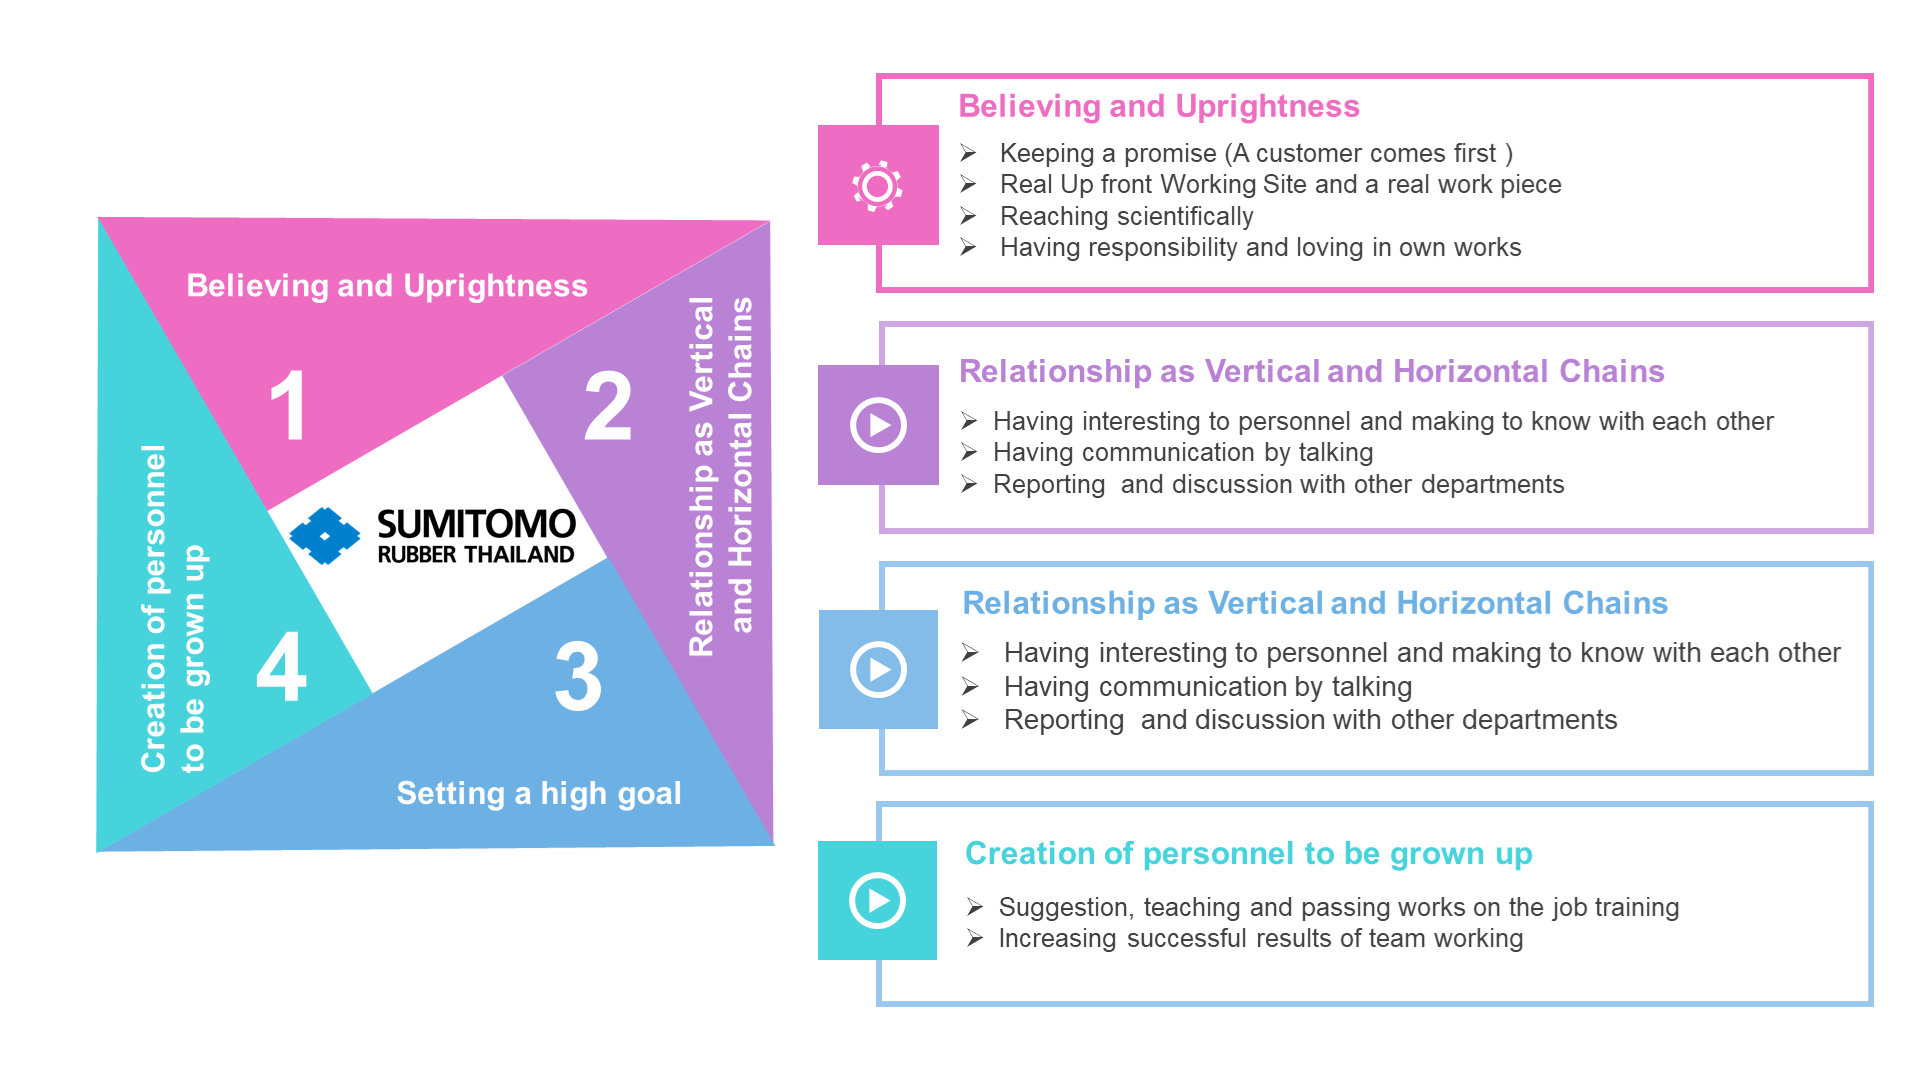 Believing and Uprightness
1
2
Relationship as Vertical
and Horizontal Chains
SUMITOMO
RUBBER THAILAND
3
Setting a high goal
4
Creation of personnel
to be grown up
Believing and Uprightness
➢ Keeping a promise (A customer comes first )
➢ Real Up front Working Site and a real work piece
➢ Reaching scientifically
➢ Having responsibility and loving in own works
Relationship as Vertical and Horizontal Chains
➢ Having interesting to personnel and making to know with each other
➢ Having communication by talking
➢ Reporting and discussion with other departments
Relationship as Vertical and Horizontal Chains
➢ Having interesting to personnel and making to know with each other
➢ Having communication by talking
➢ Reporting and discussion with other departments
Creation of personnel to be grown up
➢ Suggestion, teaching and passing works on the job training
➢ Increasing successful results of team working